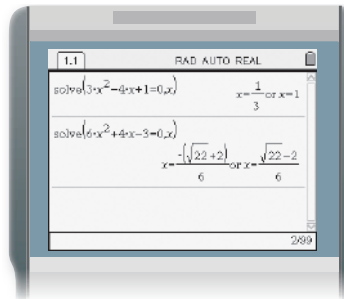 1.1 RAD AUTO REAL
solve(3·x²−4·x+1=0,x)
x=1/3 or x=1
solve(6·x²+4·x−3=0,x)
x=-(√22+2)/6 or x=(√22−2)/6
2/99